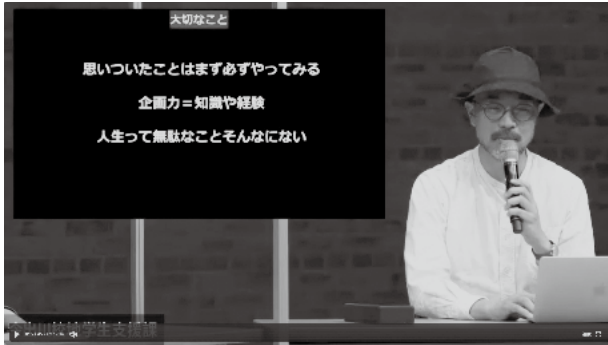 大切なこと
思いついたことはまず必ずやってみる
企画力＝知識や経験
人生って無駄なことそんなにない
学生支援課